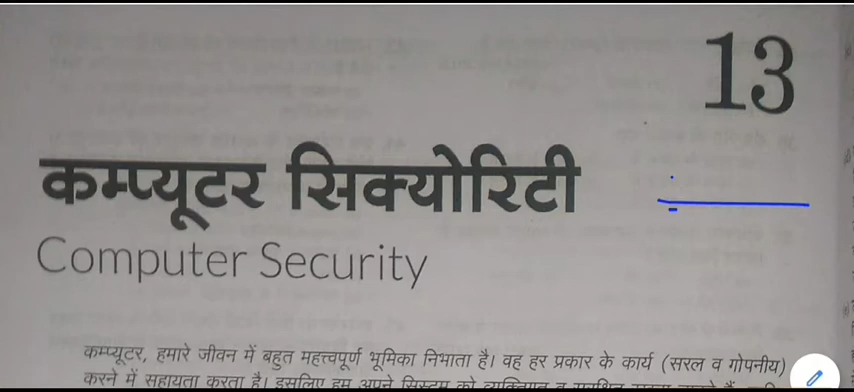 13
कम्प्यूटर सिक्योरिटी
Computer Security
कम्प्यूटर, हमारे जीवन में बहुत महत्त्वपूर्ण भूमिका निभाता है। वह हर प्रकार के कार्य (सरल व गोपनीय)
करने में सहायता करता है। इसलिए हम अपने सिस्टम को व